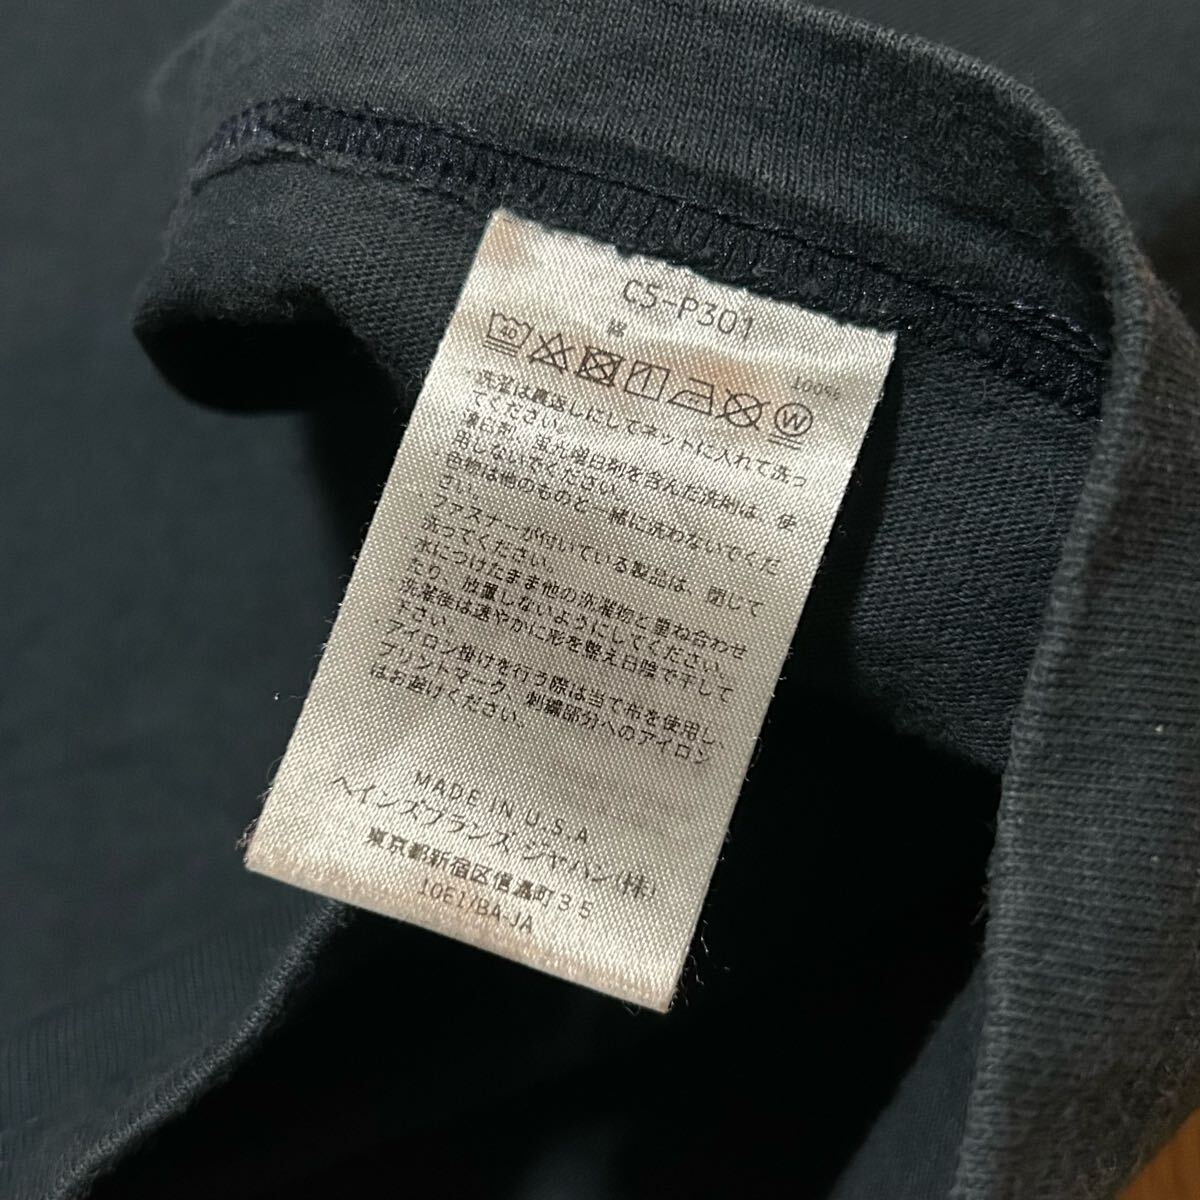 C5-P301
綿 100%
40 W
洗濯は裏返しにしてネットに入れて洗っ
てください。
漂白剤、蛍光増白剤を含んだ洗剤は、使
用しないでください。
色物は他のものと一緒に洗わないでくだ
さい。
ファスナーが付いている製品は、閉じて
洗ってください。
水につけたまま他の洗濯物と重ね合わせ
たり、放置しないようにしてください。
洗濯後は速やかに形を整え日陰で干して
下さい。
アイロン掛けを行う際は当て布を使用し、
プリントマーク、刺繍部分へのアイロン
はお避けください。
MADE IN U.S.A
ヘインズブランズ ジャパン(株)
東京都新宿区信濃町35
10E1/BA-JA